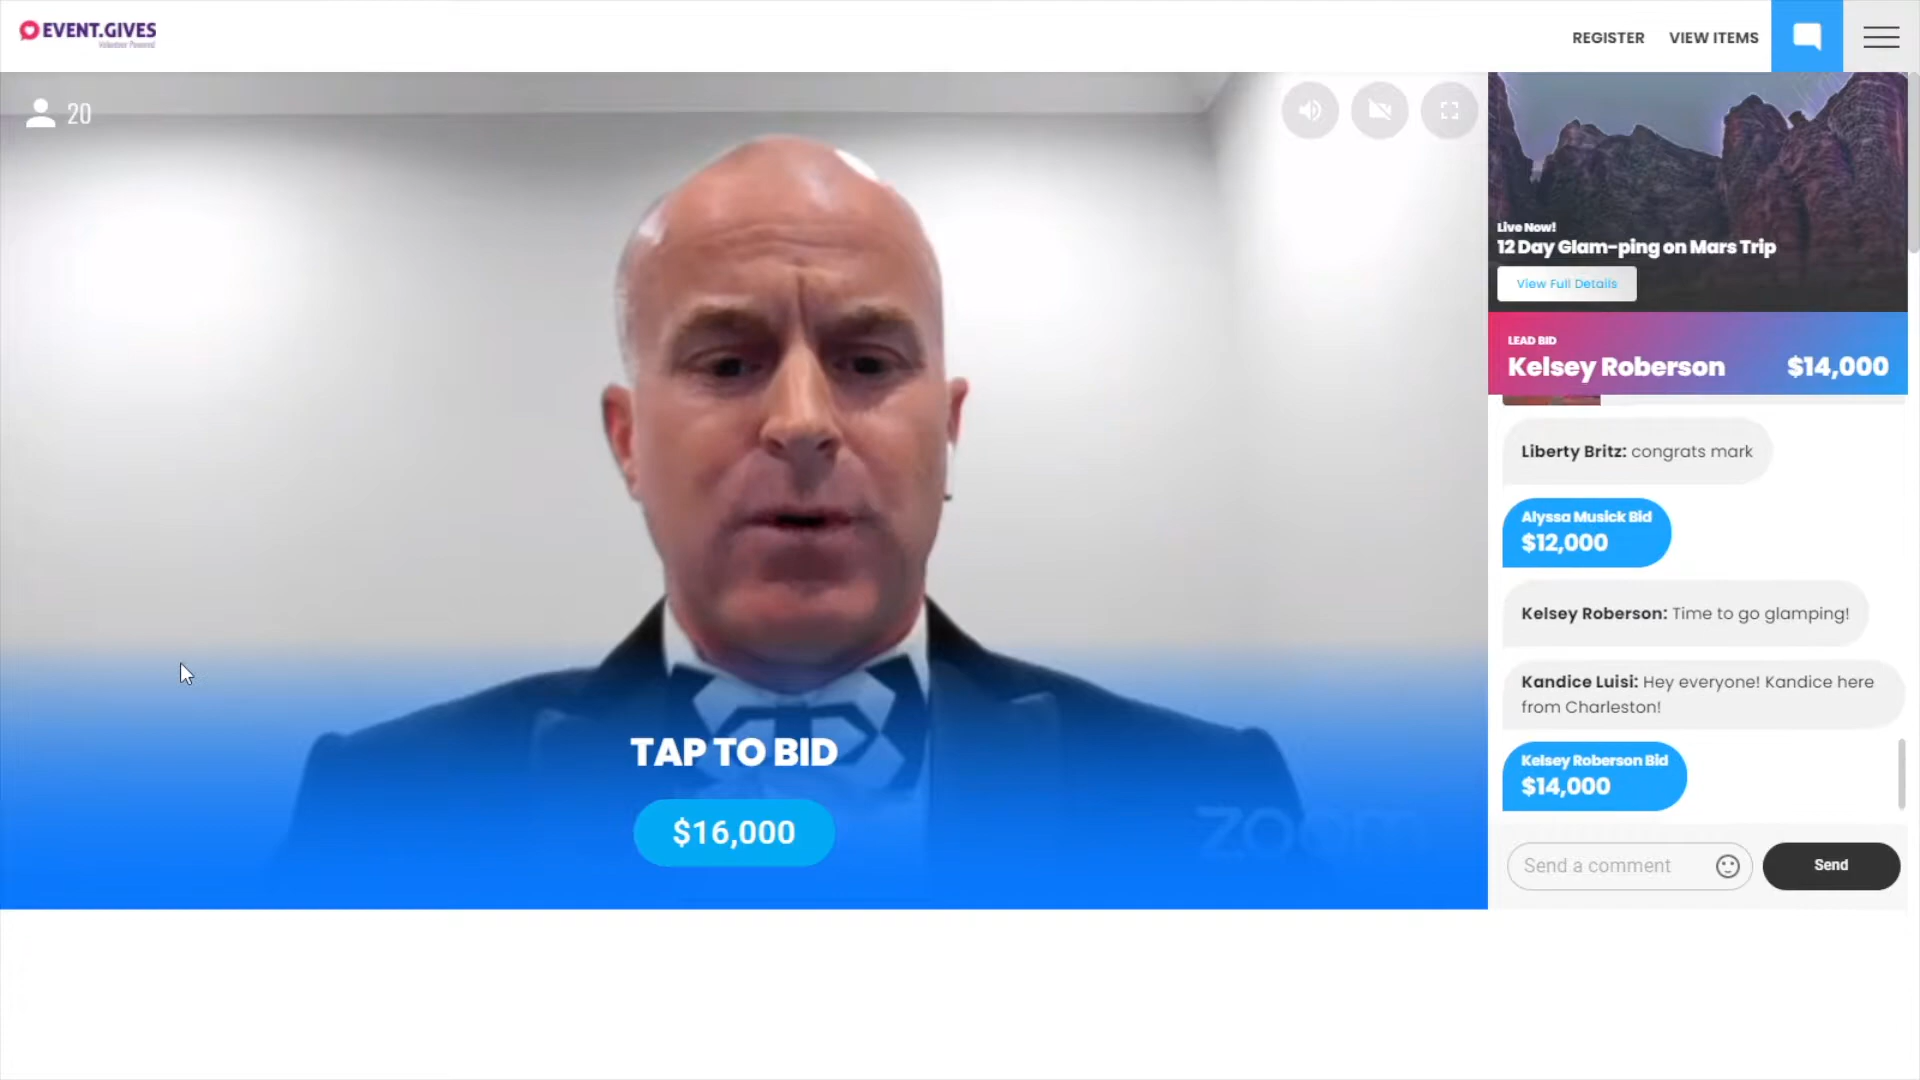 EVENT.GIVES
Volunteer Powered
REGISTER
VIEW ITEMS
20
Live Now!
12 Day Glam-ping on Mars Trip
View Full Details
LEAD BID
Kelsey Roberson
$14,000
Liberty Britz: congrats mark
Alyssa Musick Bid
$12,000
Kelsey Roberson: Time to go glamping!
Kandice Luisi: Hey everyone! Kandice here
from Charleston!
Kelsey Roberson Bid
$14,000
TAP TO BID
$16,000
zoom
Send a comment
Send